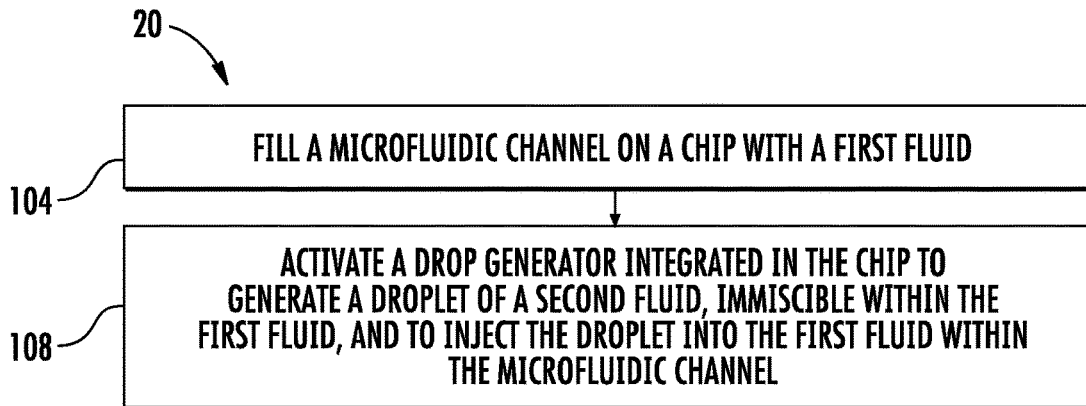 20
FILL A MICROFLUIDIC CHANNEL ON A CHIP WITH A FIRST FLUID
104
ACTIVATE A DROP GENERATOR INTEGRATED IN THE CHIP TO
GENERATE A DROPLET OF A SECOND FLUID, IMMISCIBLE WITHIN THE
FIRST FLUID, AND TO INJECT THE DROPLET INTO THE FIRST FLUID WITHIN
THE MICROFLUIDIC CHANNEL
108